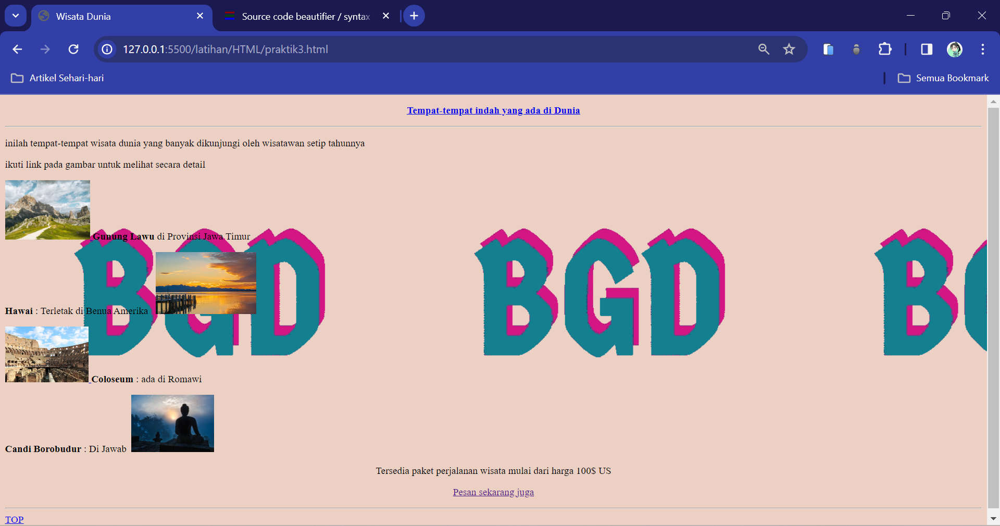 Wisata Dunia
Source code beautifier / syntax
127.0.0.1:5500/latihan/HTML/praktik3.html
Artikel Sehari-hari
Semua Bookmark
Tempat-tempat indah yang ada di Dunia
inilah tempat-tempat wisata dunia yang banyak dikunjungi oleh wisatawan setip tahunnya
ikuti link pada gambar untuk melihat secara detail
Gunung Lawu di Provinsi Jawa Timur
BGD
BGD
BG
Hawai : Terletak di Benua Amerika
Coloseum : ada di Romawi
Candi Borobudur : Di Jawab
Tersedia paket perjalanan wisata mulai dari harga 100$ US
Pesan sekarang juga
TOP